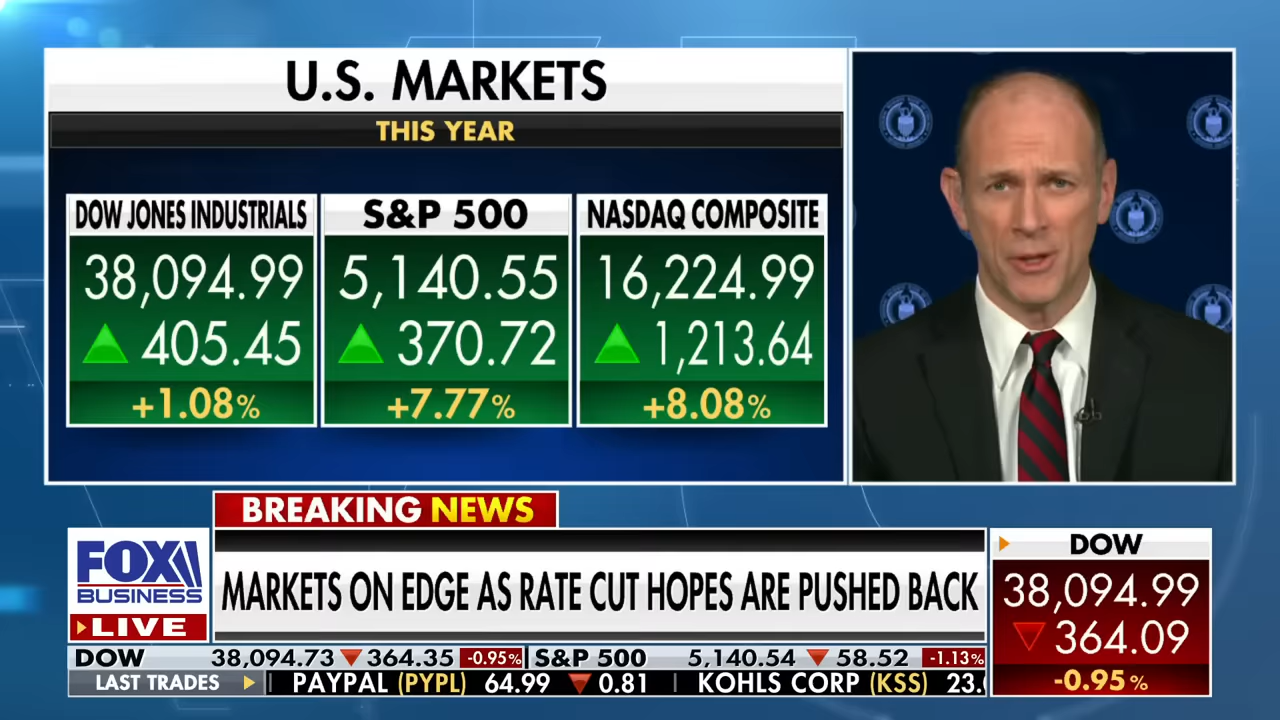 U.S. MARKETS
THIS YEAR
DOW JONES INDUSTRIALS
38,094.99
405.45
+1.08%
S&P 500
5,140.55
370.72
+7.77%
NASDAQ COMPOSITE
16,224.99
1,213.64
+8.08%
BREAKING NEWS
FOX
BUSINESS
LIVE
MARKETS ON EDGE AS RATE CUT HOPES ARE PUSHED BACK
DOW
38,094.99
364.09
-0.95%
DOW 38,094.73 364.35 -0.95% S&P 500 5,140.54 58.52 -1.13%
LAST TRADES PAYPAL (PYPL) 64.99 0.81 KOHLS CORP (KSS) 23.0